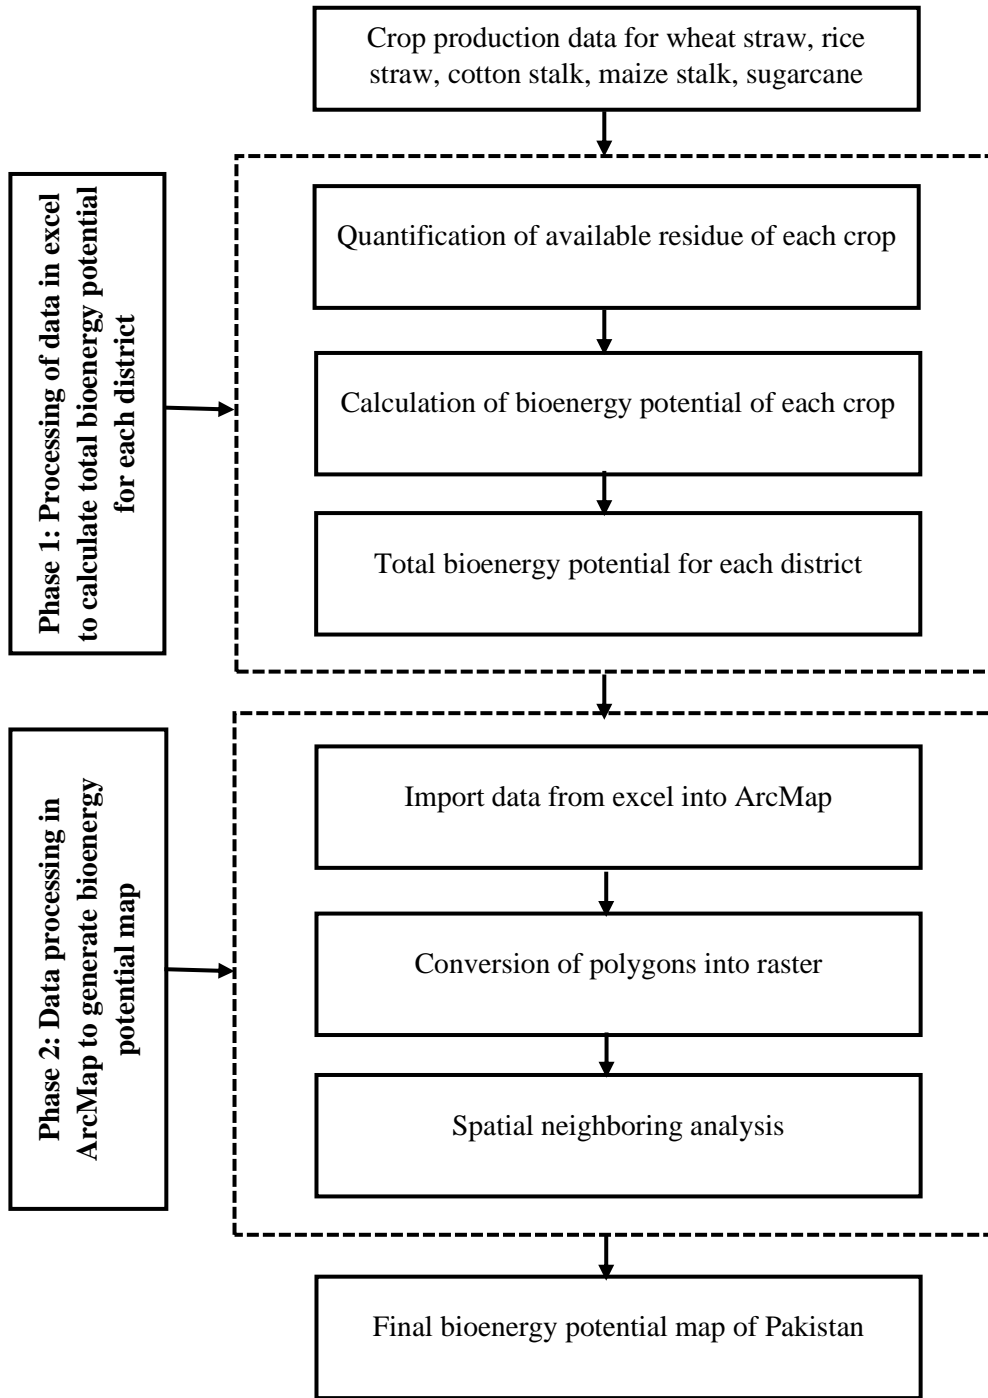 Crop production data for wheat straw, rice
straw, cotton stalk, maize stalk, sugarcane
Phase 1: Processing of data in excel
to calculate total bioenergy potential
for each district
Quantification of available residue of each crop
Calculation of bioenergy potential of each crop
Total bioenergy potential for each district
Phase 2: Data processing in
ArcMap to generate bioenergy
potential map
Import data from excel into ArcMap
Conversion of polygons into raster
Spatial neighboring analysis
Final bioenergy potential map of Pakistan